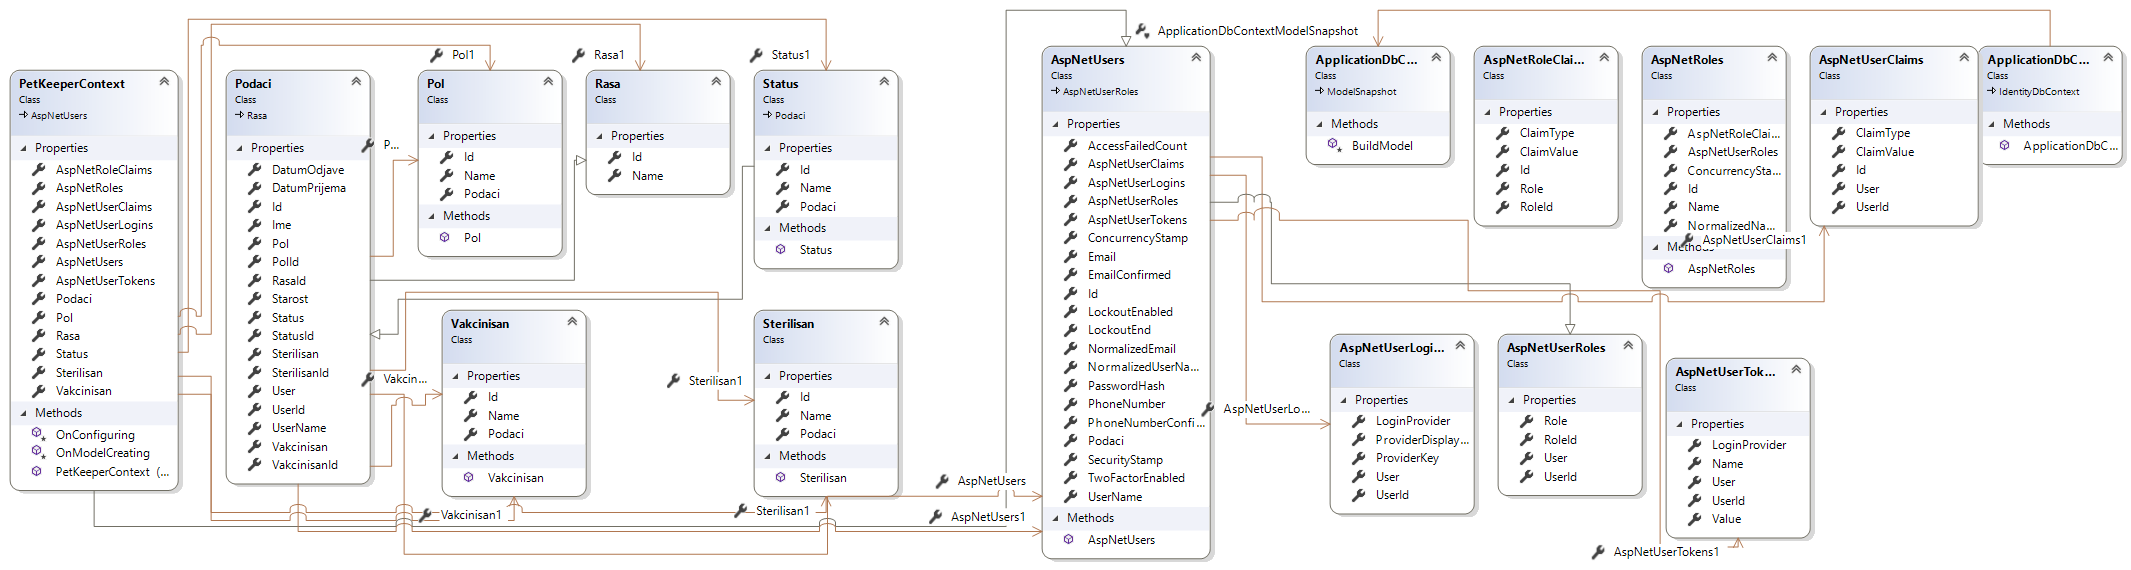 PetKeeperContext
Class
AspNetUsers
Properties
AspNetRoleClaims
AspNetRoles
AspNetUserClaims
AspNetUserLogins
AspNetUserRoles
AspNetUsers
AspNetUserTokens
Podaci
Pol
Rasa
Status
Sterilisan
Vakcinisan
Methods
OnConfiguring
OnModelCreating
PetKeeperContext (...
Podaci
Class
Rasa
Properties
DatumOdjave
DatumPrijema
Id
Ime
Pol
PolId
RasaId
Starost
Status
StatusId
Sterilisan
SterilisanId
User
UserId
UserName
Vakcinisan
VakcinisanId
P...
Pol1
Pol
Class
Properties
Id
Name
Podaci
Methods
Pol
Rasa1
Rasa
Class
Properties
Id
Name
Status1
Status
Class
Podaci
Properties
Id
Name
Podaci
Methods
Status
Vakcin...
Vakcinisan
Class
Properties
Id
Name
Podaci
Methods
Vakcinisan
Vakcinisan1
Sterilisan1
Sterilisan
Class
Properties
Id
Name
Podaci
Methods
Sterilisan
Sterilisan1
AspNetUsers
AspNetUsers1
AspNetUsers
Class
AspNetUserRoles
Properties
AccessFailedCount
AspNetUserClaims
AspNetUserLogins
AspNetUserRoles
AspNetUserTokens
ConcurrencyStamp
Email
EmailConfirmed
Id
LockoutEnabled
LockoutEnd
NormalizedEmail
NormalizedUserNa...
PasswordHash
PhoneNumber
PhoneNumberConfi...
Podaci
SecurityStamp
TwoFactorEnabled
UserName
Methods
AspNetUsers
ApplicationDbContextModelSnapshot
ApplicationDbC...
Class
ModelSnapshot
Methods
BuildModel
AspNetRoleClai...
Class
Properties
ClaimType
ClaimValue
Id
Role
RoleId
AspNetRoles
Class
Properties
AspNetRoleClai...
AspNetUserRoles
ConcurrencySta...
Id
Name
NormalizedNa...
Methods
AspNetRoles
AspNetUserClaims1
AspNetUserClaims
Class
Properties
ClaimType
ClaimValue
Id
User
UserId
ApplicationDbC...
Class
IdentityDbContext
Methods
ApplicationDbC...
AspNetUserLo...
AspNetUserLogi...
Class
Properties
LoginProvider
ProviderDisplay...
ProviderKey
User
UserId
AspNetUserRoles
Class
Properties
Role
RoleId
User
UserId
AspNetUserTok...
Class
Properties
LoginProvider
Name
User
UserId
Value
AspNetUserTokens1